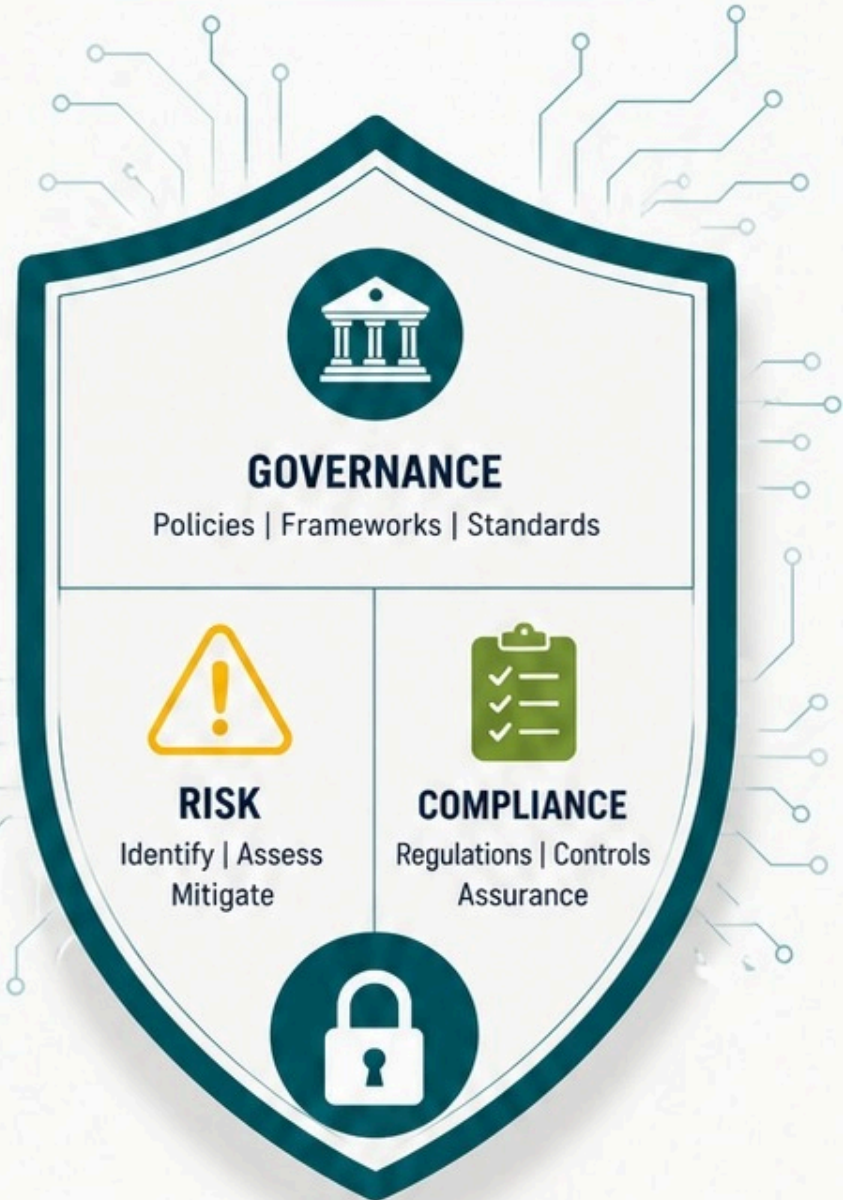 GOVERNANCE
Policies | Frameworks | Standards
RISK
Identify | Assess
Mitigate
COMPLIANCE
Regulations | Controls
Assurance